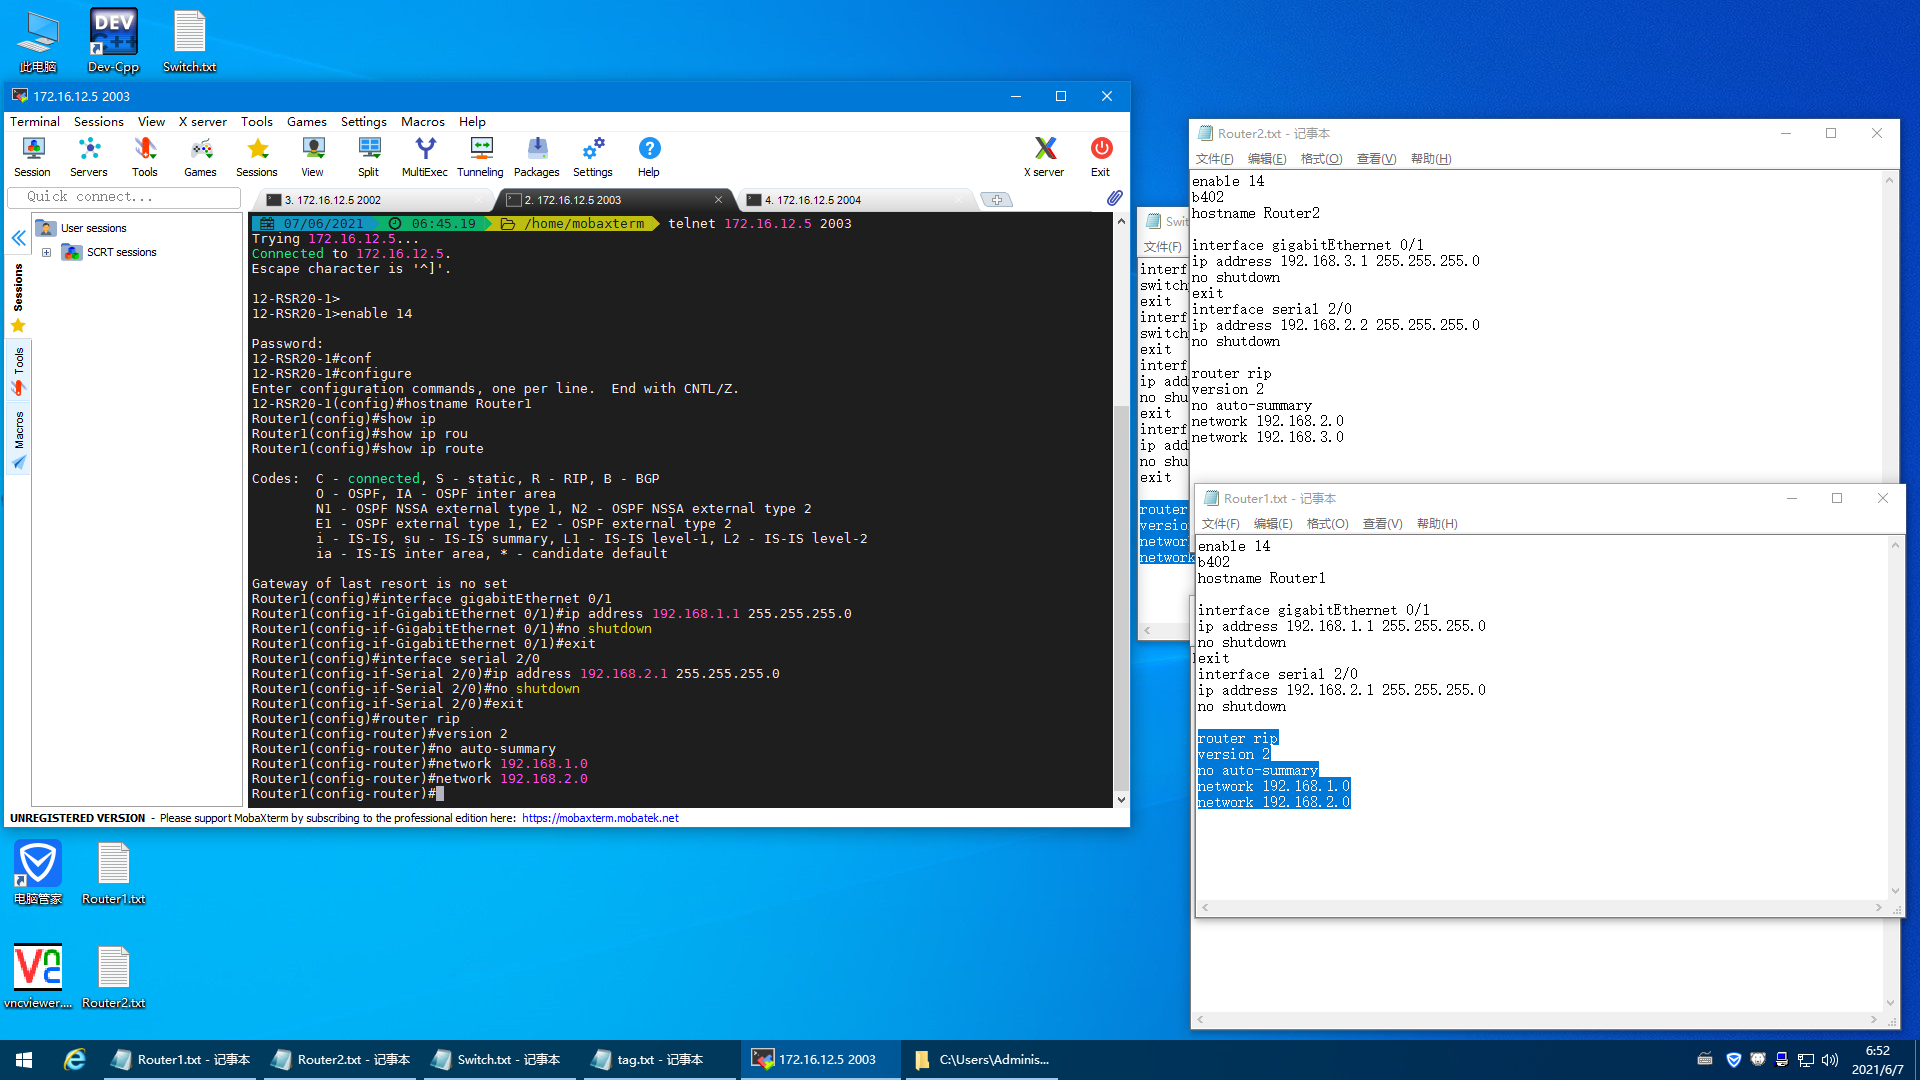 此电脑
Dev-Cpp
Switch.txt
172.16.12.5 2003
Terminal Sessions View X server Tools Games Settings Macros Help
Session Servers Tools Games Sessions View Split MultiExec Tunneling Packages Settings Help X server Exit
Quick connect...
3. 172.16.12.5 2002
2. 172.16.12.5 2003
4. 172.16.12.5 2004
User sessions
SCRT sessions
Sessions
Tools
Macros
07/06/2021 06:45.19 /home/mobaxterm telnet 172.16.12.5 2003
Trying 172.16.12.5...
Connected to 172.16.12.5.
Escape character is '^]'.
12-RSR20-1>
12-RSR20-1>enable 14
Password:
12-RSR20-1#conf
12-RSR20-1#configure
Enter configuration commands, one per line.  End with CNTL/Z.
12-RSR20-1(config)#hostname Router1
Router1(config)#show ip
Router1(config)#show ip rou
Router1(config)#show ip route
Codes:  C - connected, S - static, R - RIP, B - BGP
O - OSPF, IA - OSPF inter area
N1 - OSPF NSSA external type 1, N2 - OSPF NSSA external type 2
E1 - OSPF external type 1, E2 - OSPF external type 2
i - IS-IS, su - IS-IS summary, L1 - IS-IS level-1, L2 - IS-IS level-2
ia - IS-IS inter area, * - candidate default
Gateway of last resort is no set
Router1(config)#interface gigabitEthernet 0/1
Router1(config-if-GigabitEthernet 0/1)#ip address 192.168.1.1 255.255.255.0
Router1(config-if-GigabitEthernet 0/1)#no shutdown
Router1(config-if-GigabitEthernet 0/1)#exit
Router1(config)#interface serial 2/0
Router1(config-if-Serial 2/0)#ip address 192.168.2.1 255.255.255.0
Router1(config-if-Serial 2/0)#no shutdown
Router1(config-if-Serial 2/0)#exit
Router1(config)#router rip
Router1(config-router)#version 2
Router1(config-router)#no auto-summary
Router1(config-router)#network 192.168.1.0
Router1(config-router)#network 192.168.2.0
Router1(config-router)#
UNREGISTERED VERSION - Please support MobaXterm by subscribing to the professional edition here: https://mobaxterm.mobatek.net
Swit
文件(F)
interf
switch
exit
interf
switch
exit
interf
ip add
no shu
exit
interf
ip add
no shu
exit
router
version
network
network
Router2.txt - 记事本
文件(F) 编辑(E) 格式(O) 查看(V) 帮助(H)
enable 14
b402
hostname Router2
interface gigabitEthernet 0/1
ip address 192.168.3.1 255.255.255.0
no shutdown
exit
interface serial 2/0
ip address 192.168.2.2 255.255.255.0
no shutdown
router rip
version 2
no auto-summary
network 192.168.2.0
network 192.168.3.0
Router1.txt - 记事本
文件(F) 编辑(E) 格式(O) 查看(V) 帮助(H)
enable 14
b402
hostname Router1
interface gigabitEthernet 0/1
ip address 192.168.1.1 255.255.255.0
no shutdown
exit
interface serial 2/0
ip address 192.168.2.1 255.255.255.0
no shutdown
router rip
version 2
no auto-summary
network 192.168.1.0
network 192.168.2.0
电脑管家
Router1.txt
vncviewer....
Router2.txt
Router1.txt - 记事本
Router2.txt - 记事本
Switch.txt - 记事本
tag.txt - 记事本
172.16.12.5 2003
C:\Users\Adminis...
6:52
2021/6/7